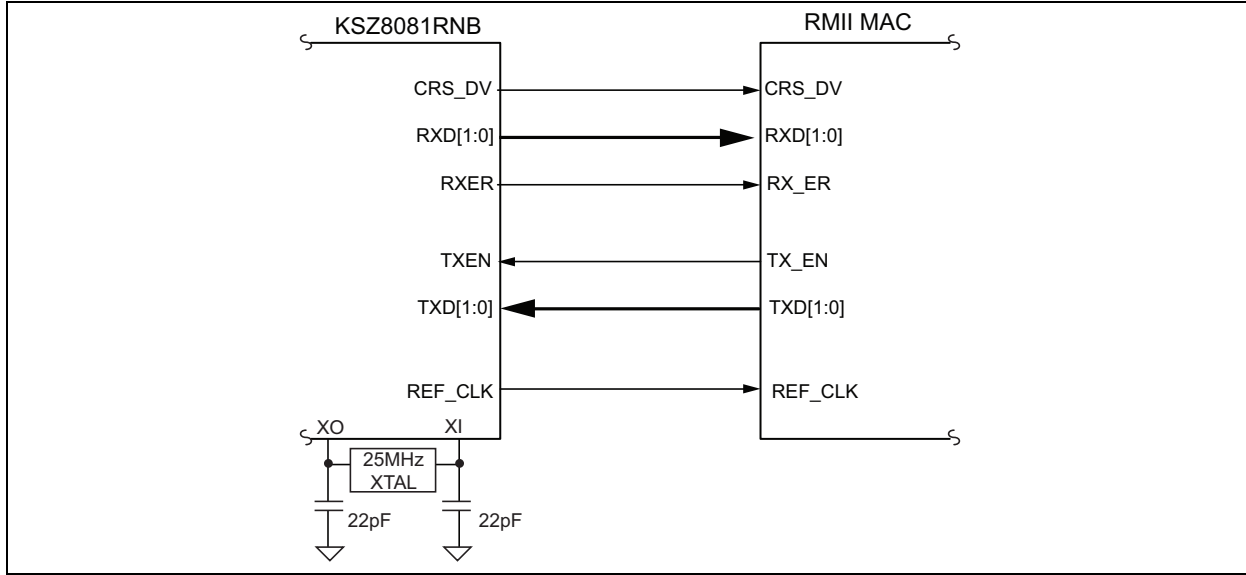 KSZ8081RNB
RMII MAC
CRS_DV
CRS_DV
RXD[1:0]
RXD[1:0]
RXER
RX_ER
TXEN
TX_EN
TXD[1:0]
TXD[1:0]
REF_CLK
REF_CLK
XO
XI
25MHz
XTAL
22pF
22pF